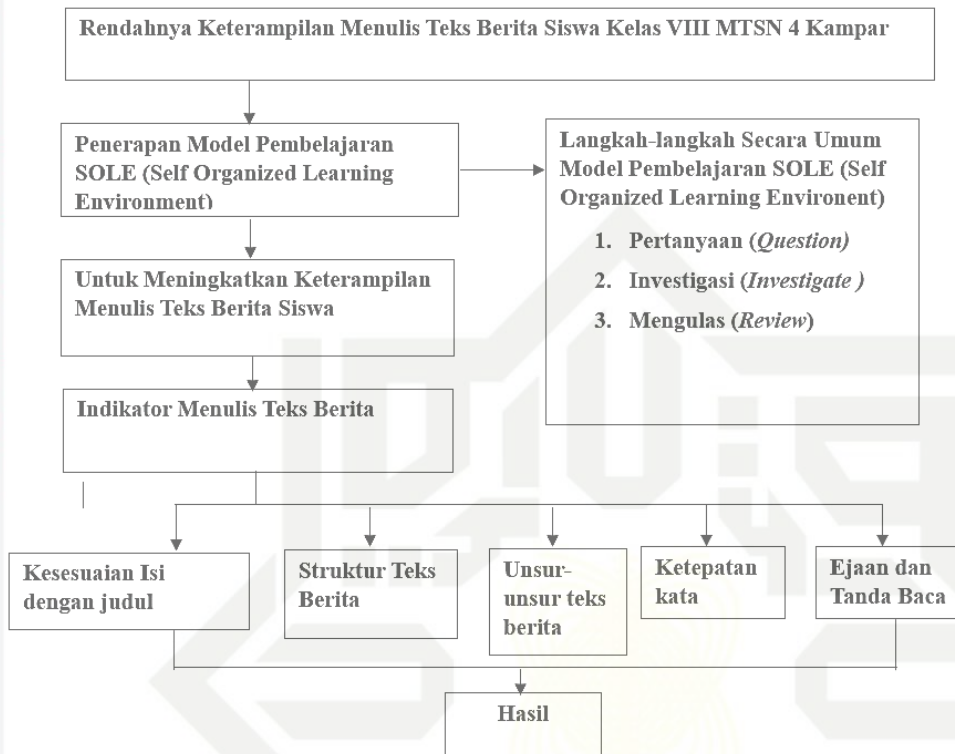 Rendahnya Keterampilan Menulis Teks Berita Siswa Kelas VIII MTSN 4 Kampar
Penerapan Model Pembelajaran
SOLE (Self Organized Learning
Environment)
Langkah-langkah Secara Umum
Model Pembelajaran SOLE (Self
Organized Learning Environent)
1. Pertanyaan (Question)
2. Investigasi (Investigate )
3. Mengulas (Review)
Untuk Meningkatkan Keterampilan
Menulis Teks Berita Siswa
Indikator Menulis Teks Berita
Kesesuaian Isi
dengan judul
Struktur Teks
Berita
Unsur-
unsur teks
berita
Ketepatan
kata
Ejaan dan
Tanda Baca
Hasil